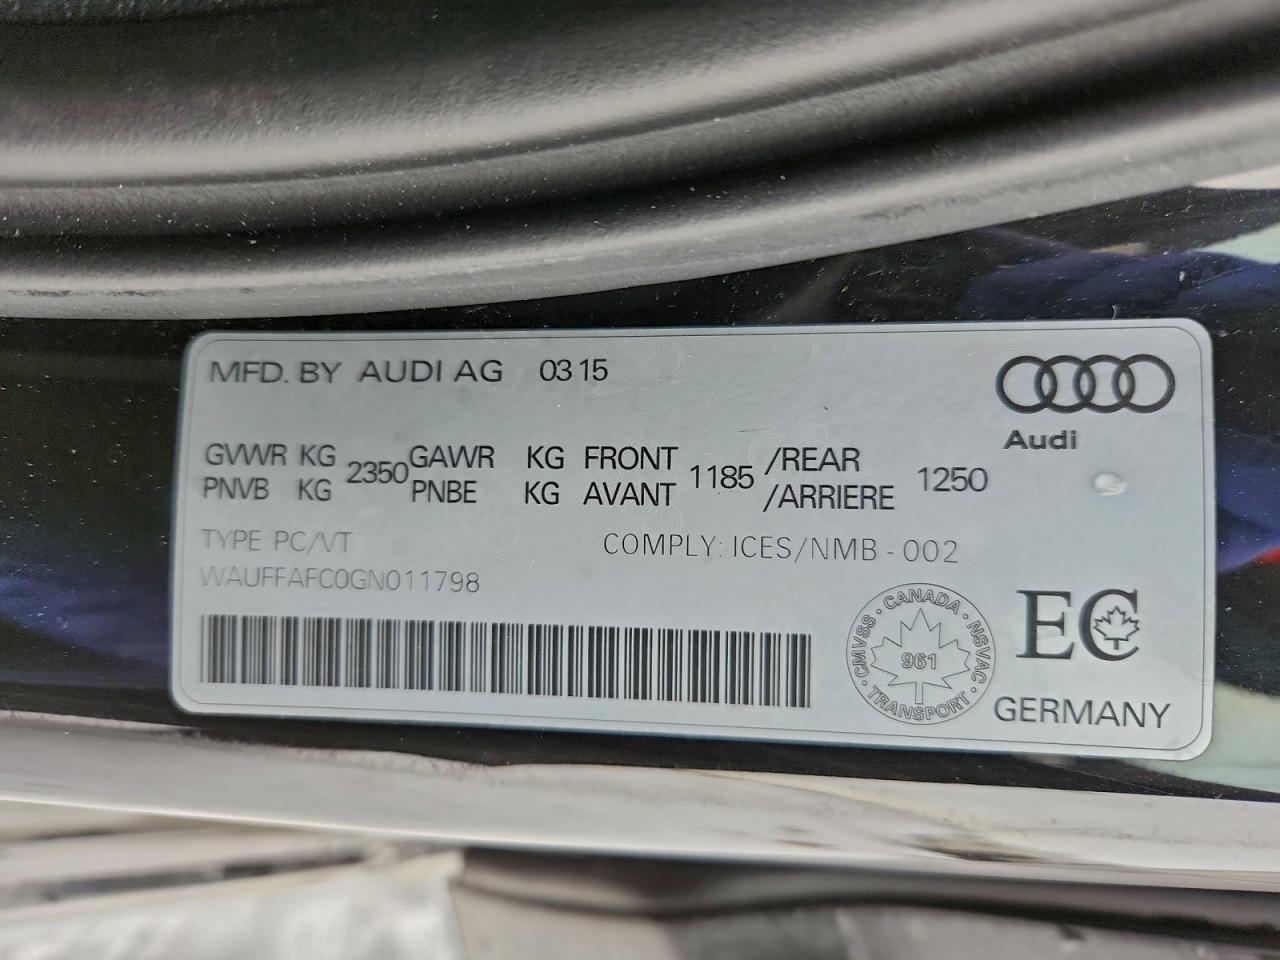 MFD. BY AUDI AG 03 15
Audi
GVWR KG 2350 GAWR KG FRONT 1185 /REAR 1250
PNVB KG PNBE KG AVANT /ARRIERE
TYPE PC/VT COMPLY: ICES/NMB - 002
WAUFFAFC0GN011798
· CANADA · NSVAC · TRANSPORT · CMVSS
961
EC
GERMANY